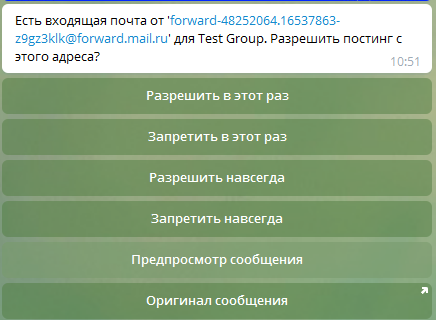 Есть входящая почта от 'forward-48252064.16537863-
z9gz3klk@forward.mail.ru' для Test Group. Разрешить постинг с
этого адреса?
10:51
Разрешить в этот раз
Запретить в этот раз
Разрешить навсегда
Запретить навсегда
Предпросмотр сообщения
Оригинал сообщения